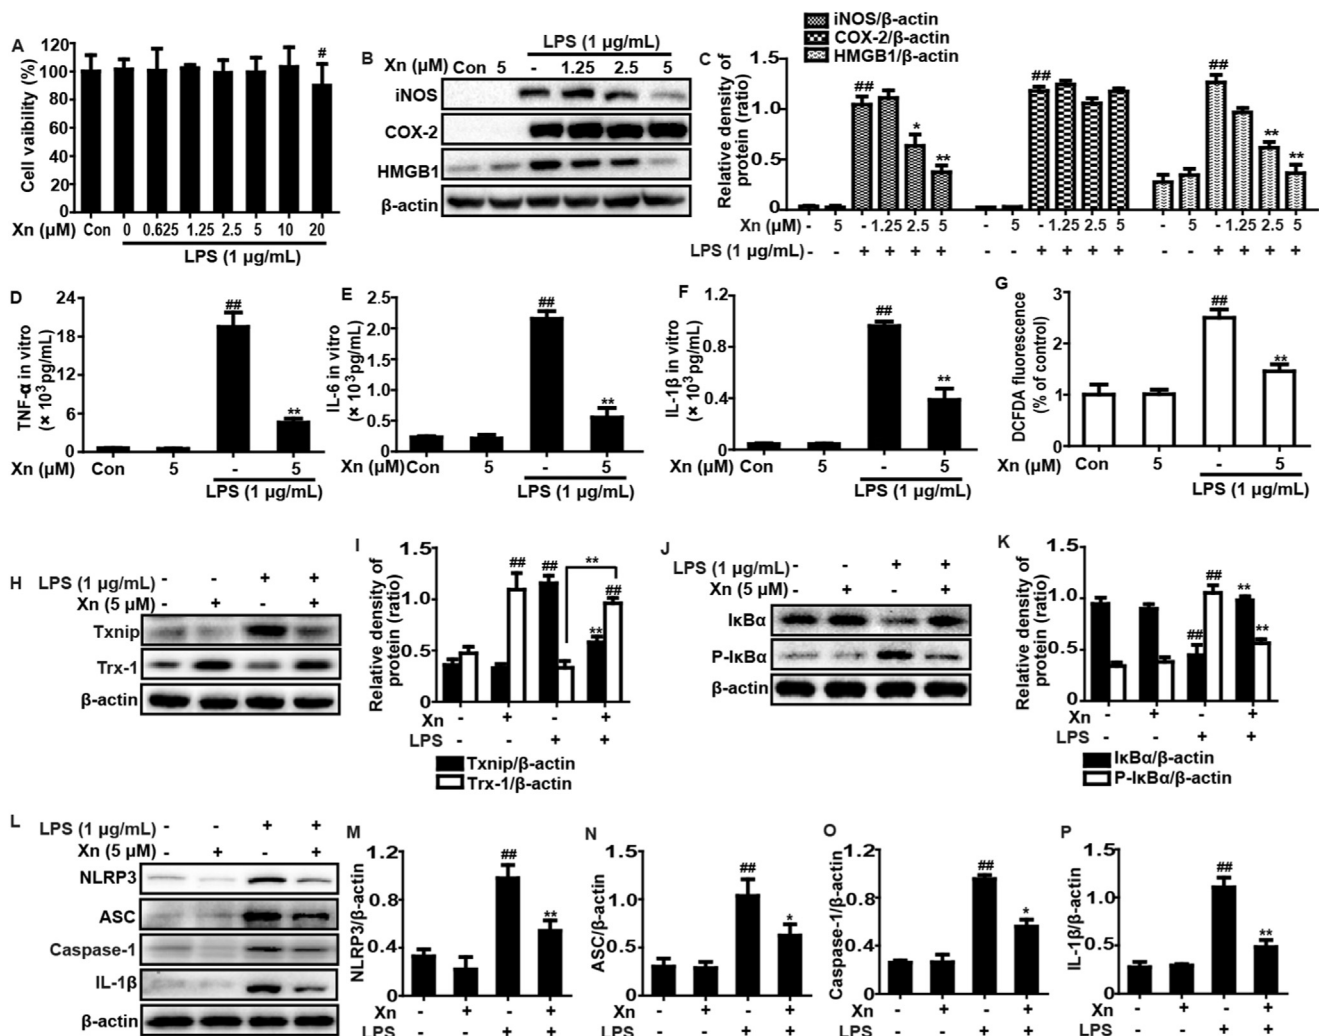 A
Cell vaibility (%)
120
100
80
60
40
20
0
#
Xn (μM) Con 0 0.625 1.25 2.5 5 10 20
LPS (1 μg/mL)
B
LPS (1 μg/mL)
Xn (μM) Con 5 - 1.25 2.5 5
iNOS
COX-2
HMGB1
β-actin
iNOS/β-actin
COX-2/β-actin
HMGB1/β-actin
C
Relative density of
protein (ratio)
1.5
1.0
0.5
0.0
## * ** ## ## ** **
Xn (μM) - 5 - 1.25 2.5 5 - 5 - 1.25 2.5 5 - 5 - 1.25 2.5 5
LPS (1 μg/mL) - - + + + + - - + + + + - - + + + +
D
TNF-α in vitro
(× 10³pg/mL)
24
18
12
6
0
##
**
Xn (μM) Con 5 - 5
LPS (1 μg/mL)
E
IL-6 in vitro
(× 10³pg/mL)
2.5
2.0
1.5
1.0
0.5
0.0
##
**
Xn (μM) Con 5 - 5
LPS (1 μg/mL)
F
IL-1β in vitro
(× 10³pg/mL)
1.2
0.8
0.4
0.0
##
**
Xn (μM) Con 5 - 5
LPS (1 μg/mL)
G
DCFDA fluorescence
(% of control)
3
2
1
0
##
**
Xn (μM) Con 5 - 5
LPS (1 μg/mL)
H
LPS (1 μg/mL) - - + +
Xn (5 μM) - + - +
Txnip
Trx-1
β-actin
I
Relative density of
protein (ratio)
1.5
1.0
0.5
0.0
## ## ** ** ##
Xn - + - +
LPS - - + +
Txnip/β-actin
Trx-1/β-actin
J
LPS (1 μg/mL) - - + +
Xn (5 μM) - + - +
IκBα
P-IκBα
β-actin
K
Relative density of
protein (ratio)
1.5
1.0
0.5
0.0
## ## ** **
Xn - + - +
LPS - - + +
IκBα/β-actin
P-IκBα/β-actin
L
LPS (1 μg/mL) - - + +
Xn (5 μM) - + - +
NLRP3
ASC
Caspase-1
IL-1β
β-actin
M
NLRP3/β-actin
1.2
0.8
0.4
0.0
##
**
Xn - + - +
LPS - - + +
N
ASC/β-actin
1.5
1.0
0.5
0.0
##
*
Xn - + - +
LPS - - + +
O
Caspase-1/β-actin
1.2
0.8
0.4
0.0
##
*
Xn - + - +
LPS - - + +
P
IL-1β/β-actin
1.5
1.0
0.5
0.0
##
**
Xn - + - +
LPS - - + +